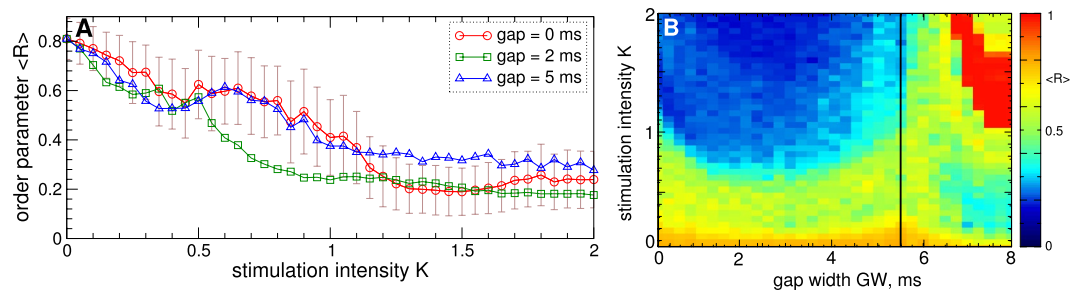 A
order parameter <R>
0.8
0.6
0.4
0.2
0
0
0.5
1
1.5
2
stimulation intensity K
gap = 0 ms
gap = 2 ms
gap = 5 ms
B
stimulation intensity K
2
1
0
0
2
4
6
8
gap width GW, ms
1
<R>
0.5
0